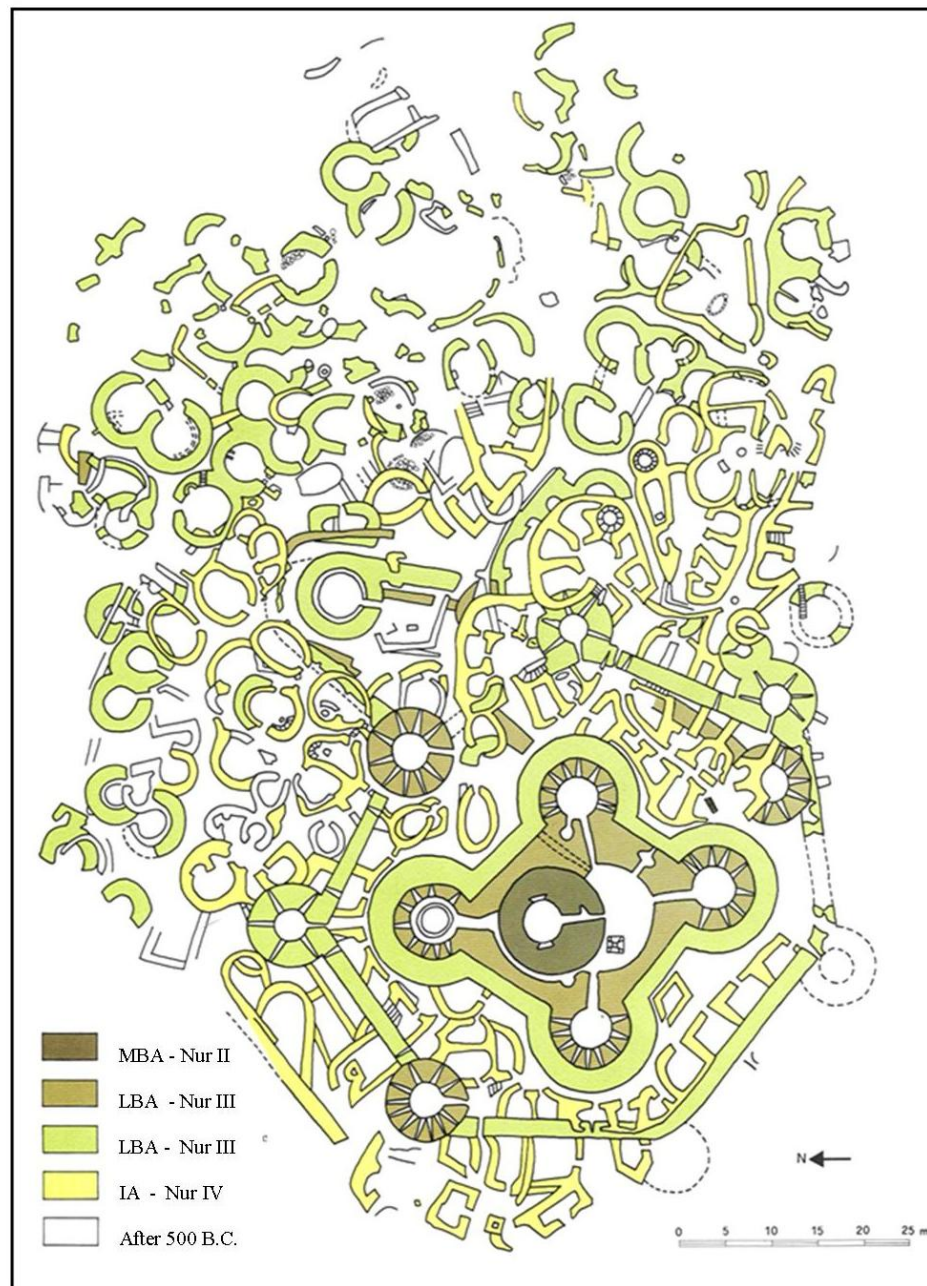 MBA - Nur II
LBA - Nur III
LBA - Nur III
IA - Nur IV
After 500 B.C.
N
0 5 10 15 20 25 m